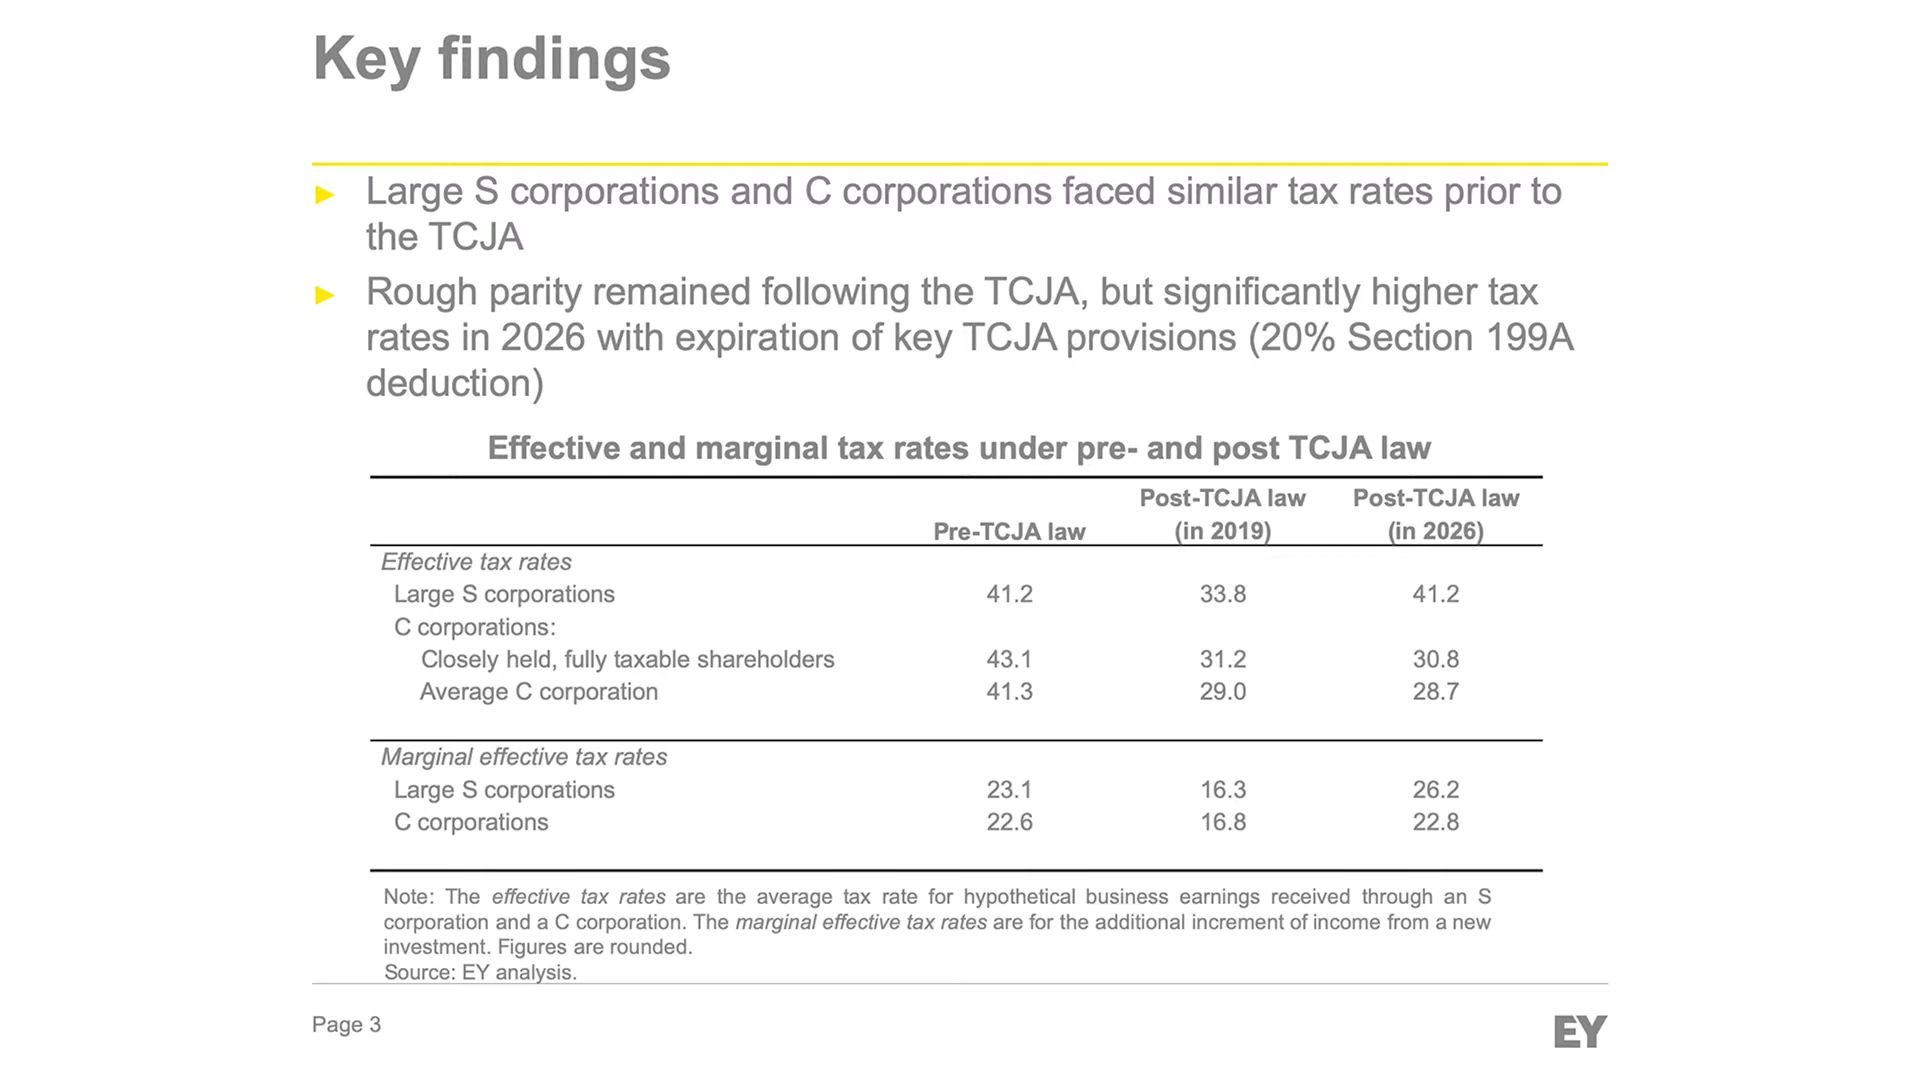 Key findings
► Large S corporations and C corporations faced similar tax rates prior to
the TCJA
► Rough parity remained following the TCJA, but significantly higher tax
rates in 2026 with expiration of key TCJA provisions (20% Section 199A
deduction)
Effective and marginal tax rates under pre- and post TCJA law
Post-TCJA law Post-TCJA law
Pre-TCJA law (in 2019) (in 2026)
Effective tax rates
Large S corporations 41.2 33.8 41.2
C corporations:
Closely held, fully taxable shareholders 43.1 31.2 30.8
Average C corporation 41.3 29.0 28.7
Marginal effective tax rates
Large S corporations 23.1 16.3 26.2
C corporations 22.6 16.8 22.8
Note: The effective tax rates are the average tax rate for hypothetical business earnings received through an S
corporation and a C corporation. The marginal effective tax rates are for the additional increment of income from a new
investment. Figures are rounded.
Source: EY analysis.
Page 3
EY